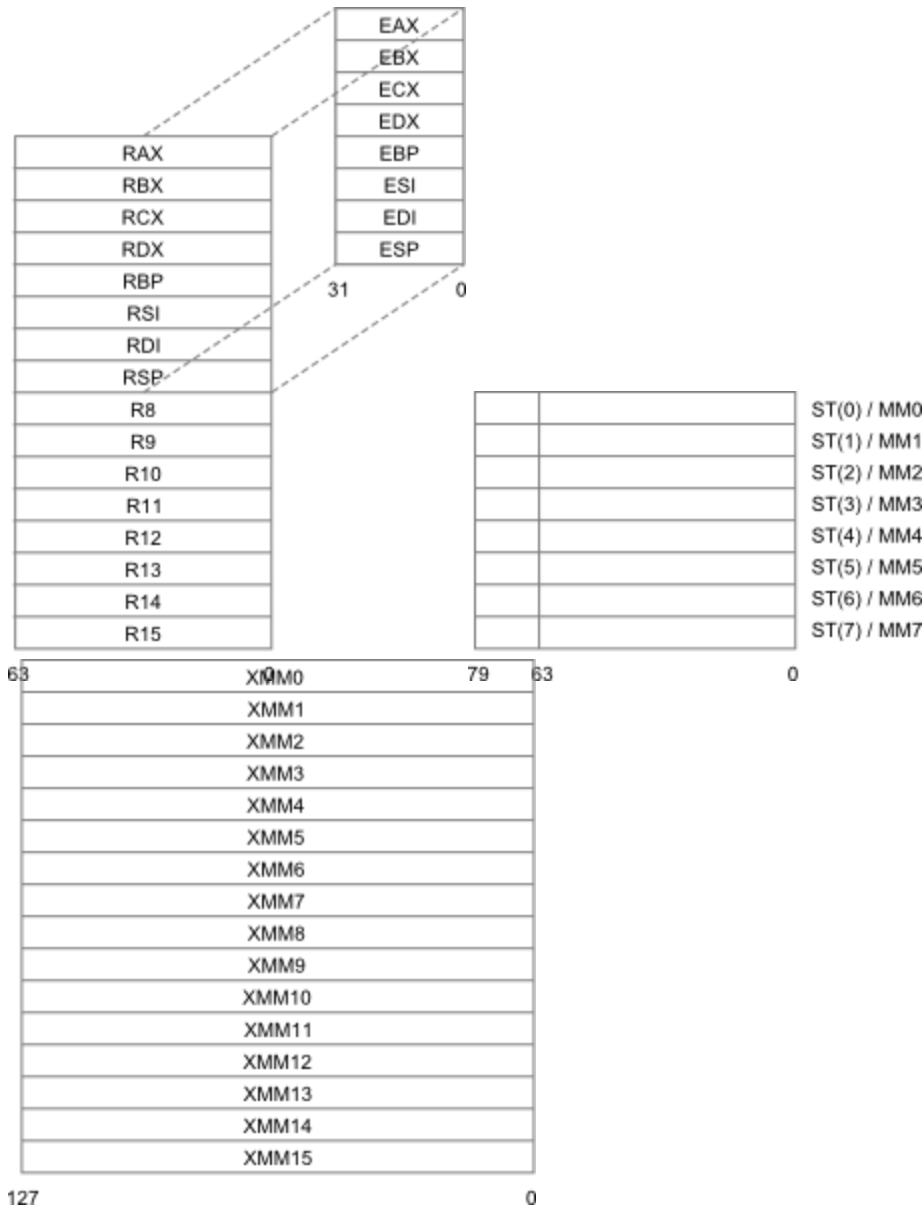 EAX
EBX
ECX
EDX
EBP
ESI
EDI
ESP
31 0
RAX
RBX
RCX
RDX
RBP
RSI
RDI
RSP
R8
R9
R10
R11
R12
R13
R14
R15
63 0
ST(0) / MM0
ST(1) / MM1
ST(2) / MM2
ST(3) / MM3
ST(4) / MM4
ST(5) / MM5
ST(6) / MM6
ST(7) / MM7
79 63 0
XMM0
XMM1
XMM2
XMM3
XMM4
XMM5
XMM6
XMM7
XMM8
XMM9
XMM10
XMM11
XMM12
XMM13
XMM14
XMM15
127 0